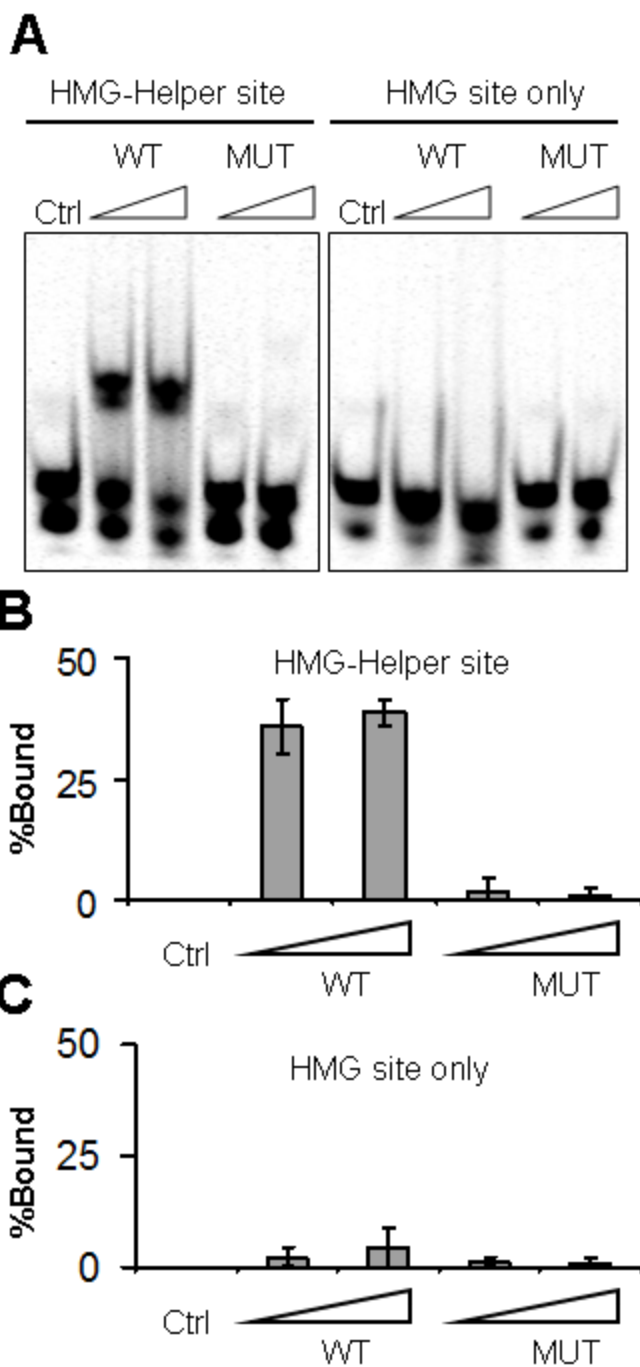 A
HMG-Helper site HMG site only
WT MUT WT MUT
Ctrl Ctrl
B
50 HMG-Helper site
25
0
%Bound
Ctrl
WT MUT
C
50
HMG site only
25
0
%Bound
Ctrl
WT MUT